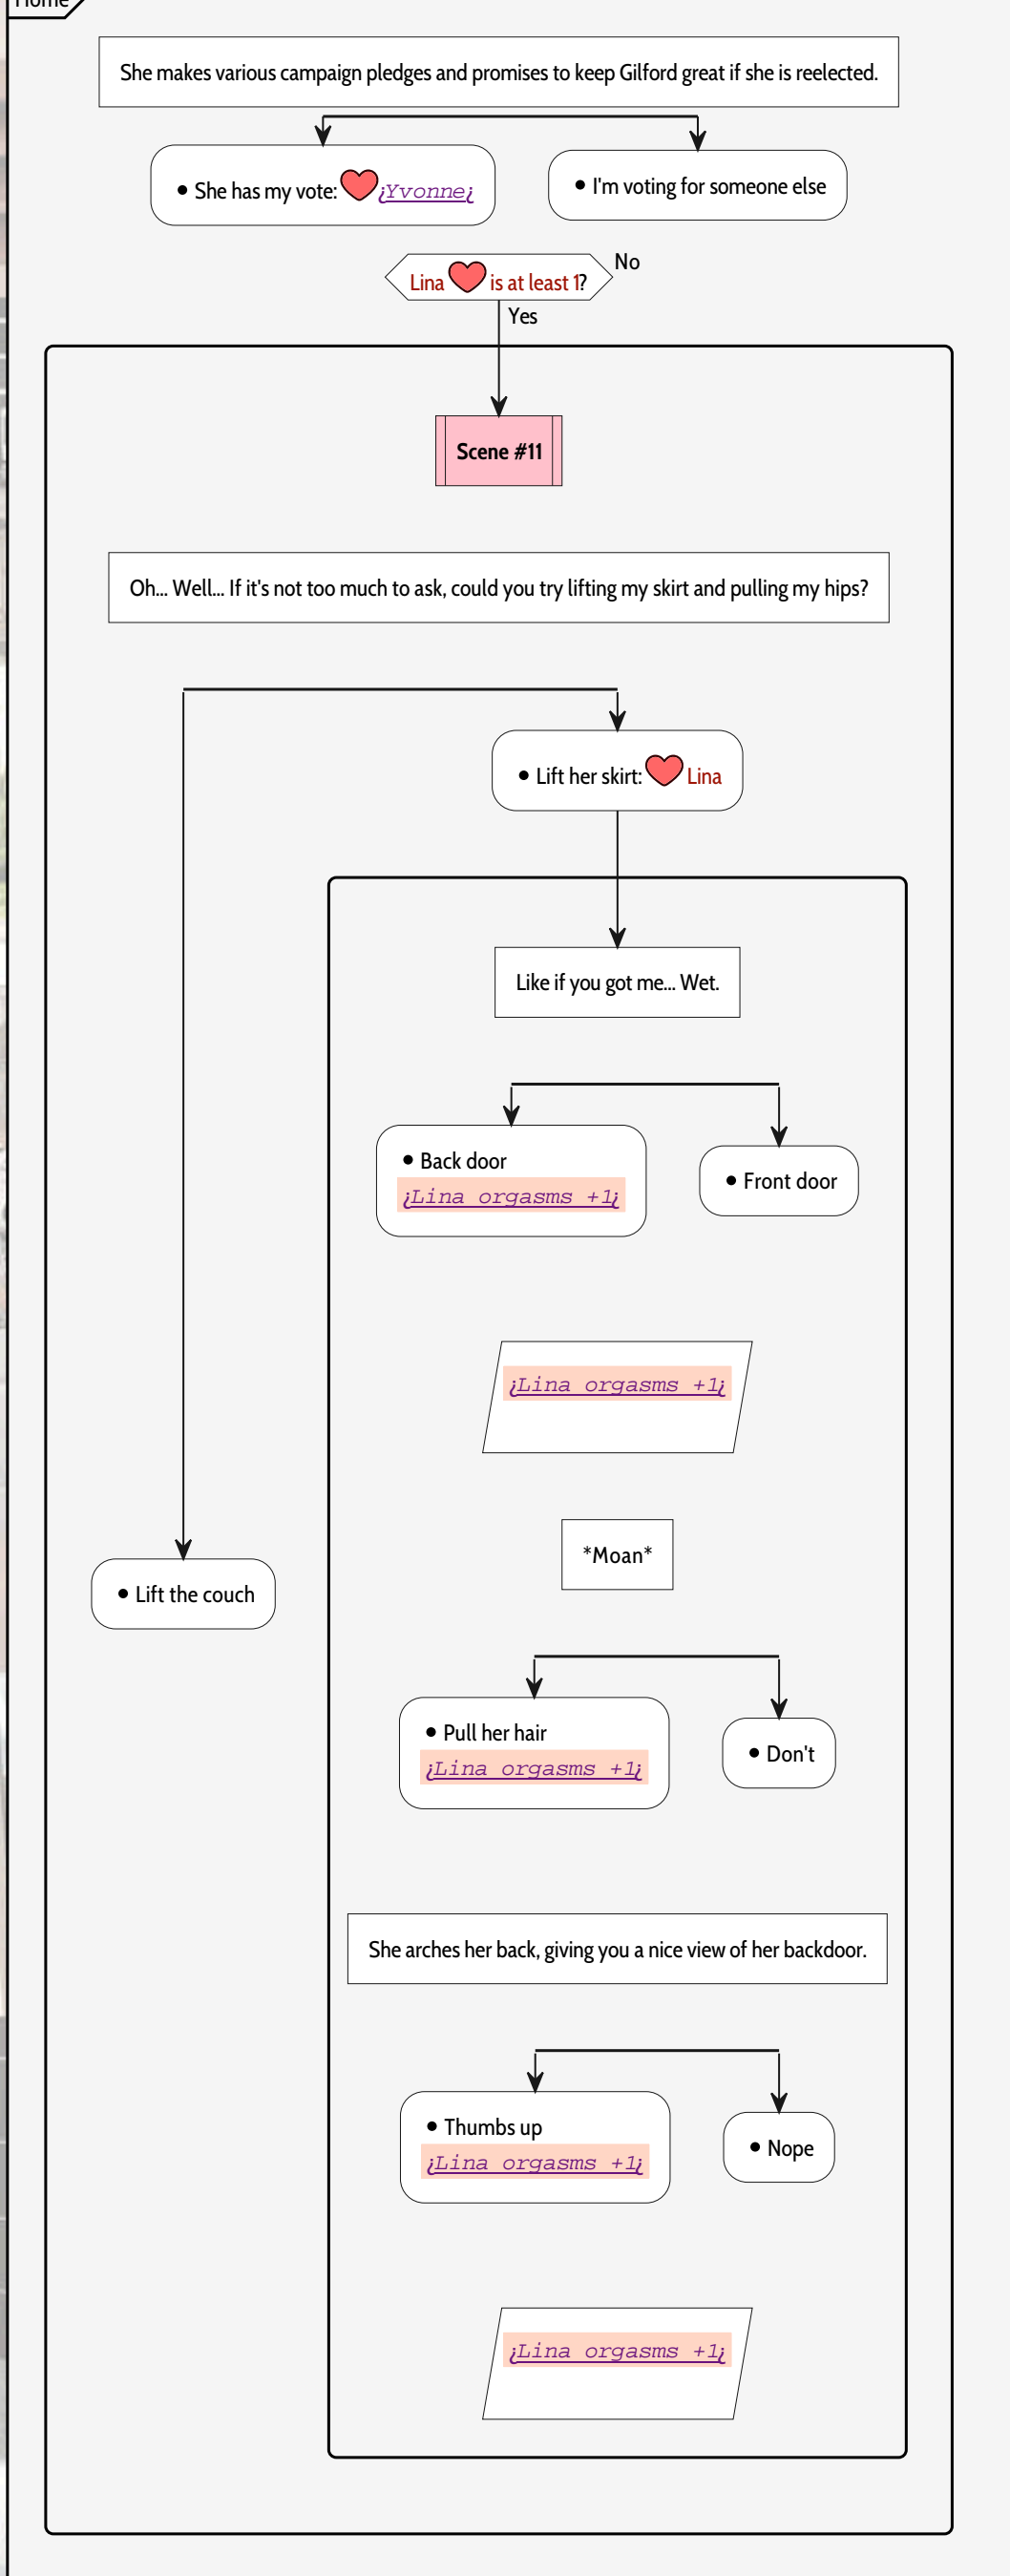 Home
She makes various campaign pledges and promises to keep Gilford great if she is reelected.
• She has my vote: ❤¿Yvonne¿
• I'm voting for someone else
Lina ❤ is at least 1?
No
Yes
Scene #11
Oh... Well... If it's not too much to ask, could you try lifting my skirt and pulling my hips?
• Lift her skirt: ❤ Lina
Like if you got me... Wet.
• Back door
¿Lina orgasms +1¿
• Front door
¿Lina orgasms +1¿
*Moan*
• Lift the couch
• Pull her hair
¿Lina orgasms +1¿
• Don't
She arches her back, giving you a nice view of her backdoor.
• Thumbs up
¿Lina orgasms +1¿
• Nope
¿Lina orgasms +1¿